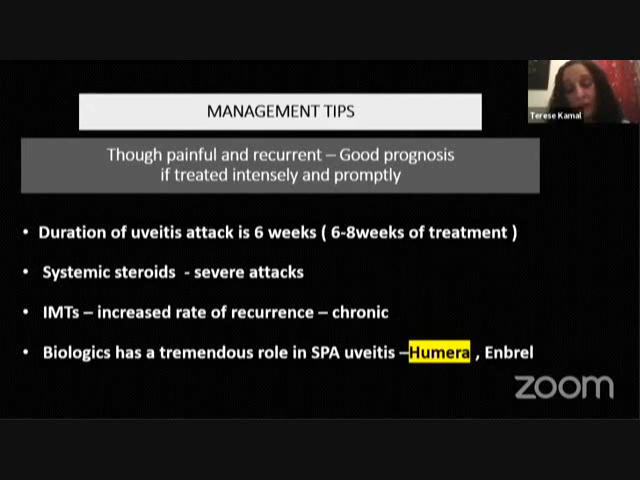 Terese Kamal
MANAGEMENT TIPS
Though painful and recurrent – Good prognosis
if treated intensely and promptly
• Duration of uveitis attack is 6 weeks ( 6-8weeks of treatment )
• Systemic steroids - severe attacks
• IMTs – increased rate of recurrence – chronic
• Biologics has a tremendous role in SPA uveitis –Humera , Enbrel
zoom